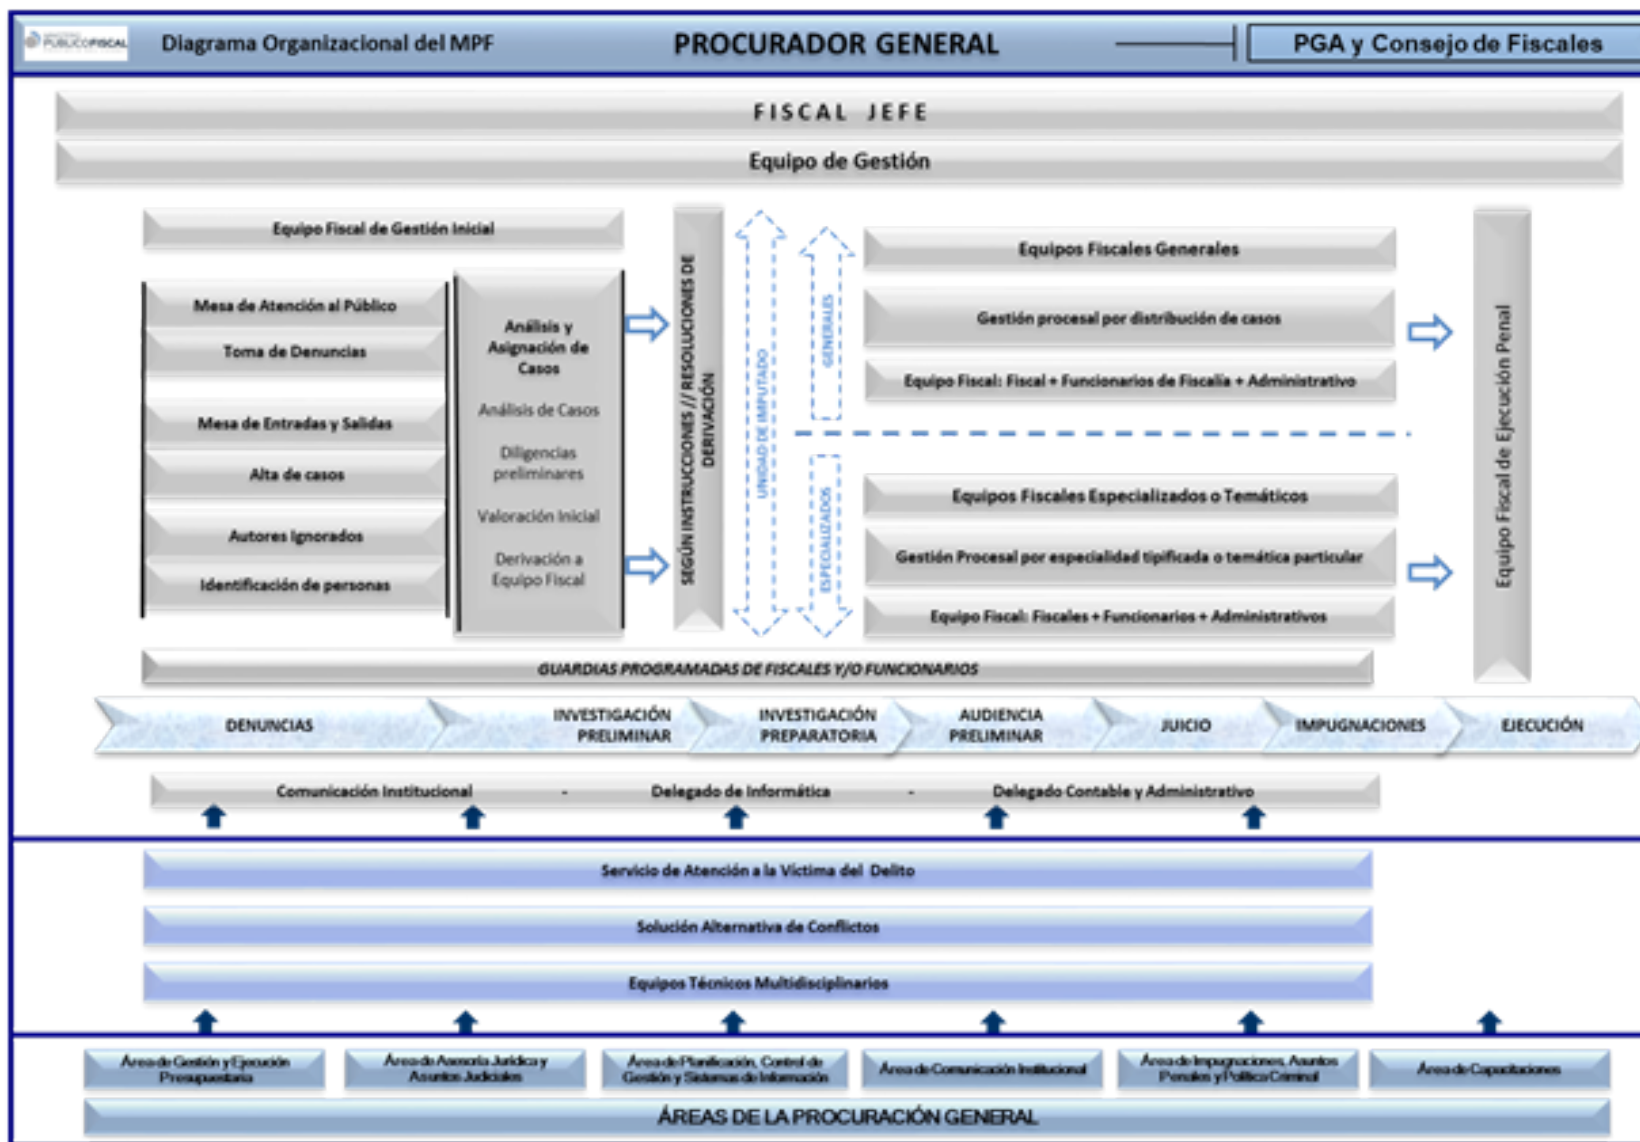 PUBLICOFISCAL
Diagrama Organizacional del MPF
PROCURADOR GENERAL
PGA y Consejo de Fiscales
FISCAL JEFE
Equipo de Gestión
Equipo Fiscal de Gestión Inicial
Mesa de Atención al Público
Toma de Denuncias
Mesa de Entradas y Salidas
Alta de casos
Autores Ignorados
Identificación de personas
Análisis y
Asignación de
Casos
Análisis de Casos
Diligencias
preliminares
Valoración Inicial
Derivación a
Equipo Fiscal
SEGÚN INSTRUCCIONES // RESOLUCIONES DE
DERIVACIÓN
UNIDAD DE IMPUTADO
GENERALES
ESPECIALIZADOS
Equipos Fiscales Generales
Gestión procesal por distribución de casos
Equipo Fiscal: Fiscal + Funcionarios de Fiscalía + Administrativo
Equipos Fiscales Especializados o Temáticos
Gestión Procesal por especialidad tipificada o temática particular
Equipo Fiscal: Fiscales + Funcionarios + Administrativos
Equipo Fiscal de Ejecución Penal
GUARDIAS PROGRAMADAS DE FISCALES Y/O FUNCIONARIOS
DENUNCIAS
INVESTIGACIÓN
PRELIMINAR
INVESTIGACIÓN
PREPARATORIA
AUDIENCIA
PRELIMINAR
JUICIO
IMPUGNACIONES
EJECUCIÓN
Comunicación Institucional - Delegado de Informática - Delegado Contable y Administrativo
Servicio de Atención a la Víctima del Delito
Solución Alternativa de Conflictos
Equipos Técnicos Multidisciplinarios
Área de Gestión y Ejecución
Presupuestaria
Área de Asesoría Jurídica y
Asuntos Judiciales
Área de Planificación, Control de
Gestión y Sistemas de Información
Área de Comunicación Institucional
Área de Impugnaciones, Asuntos
Penales y Política Criminal
Área de Capacitaciones
ÁREAS DE LA PROCURACIÓN GENERAL